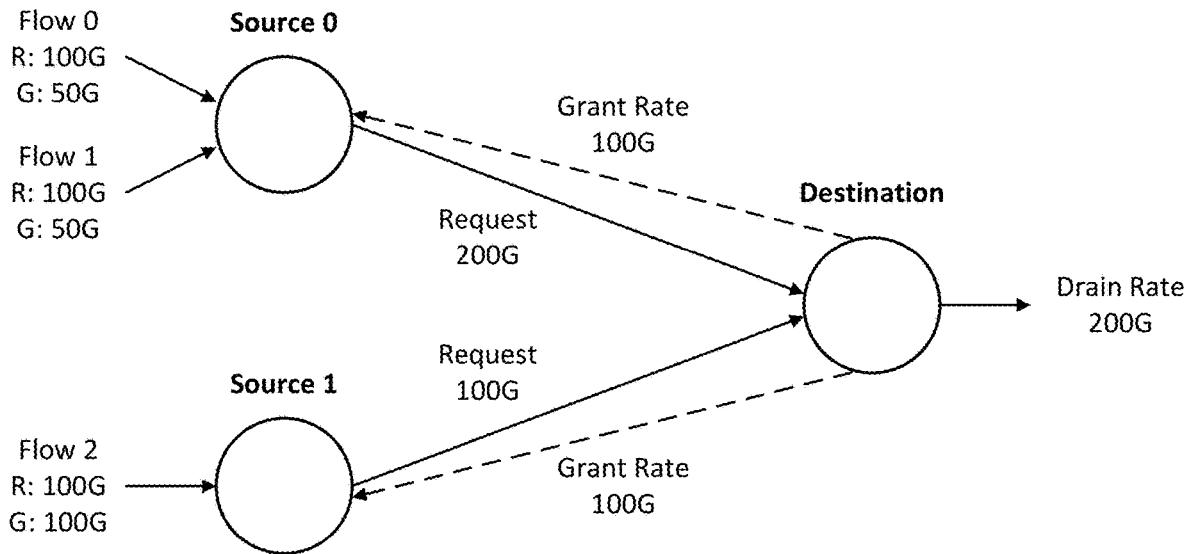 Flow 0
R: 100G
G: 50G
Source 0
Flow 1
R: 100G
G: 50G
Grant Rate
100G
Request
200G
Destination
Drain Rate
200G
Request
100G
Source 1
Flow 2
R: 100G
G: 100G
Grant Rate
100G